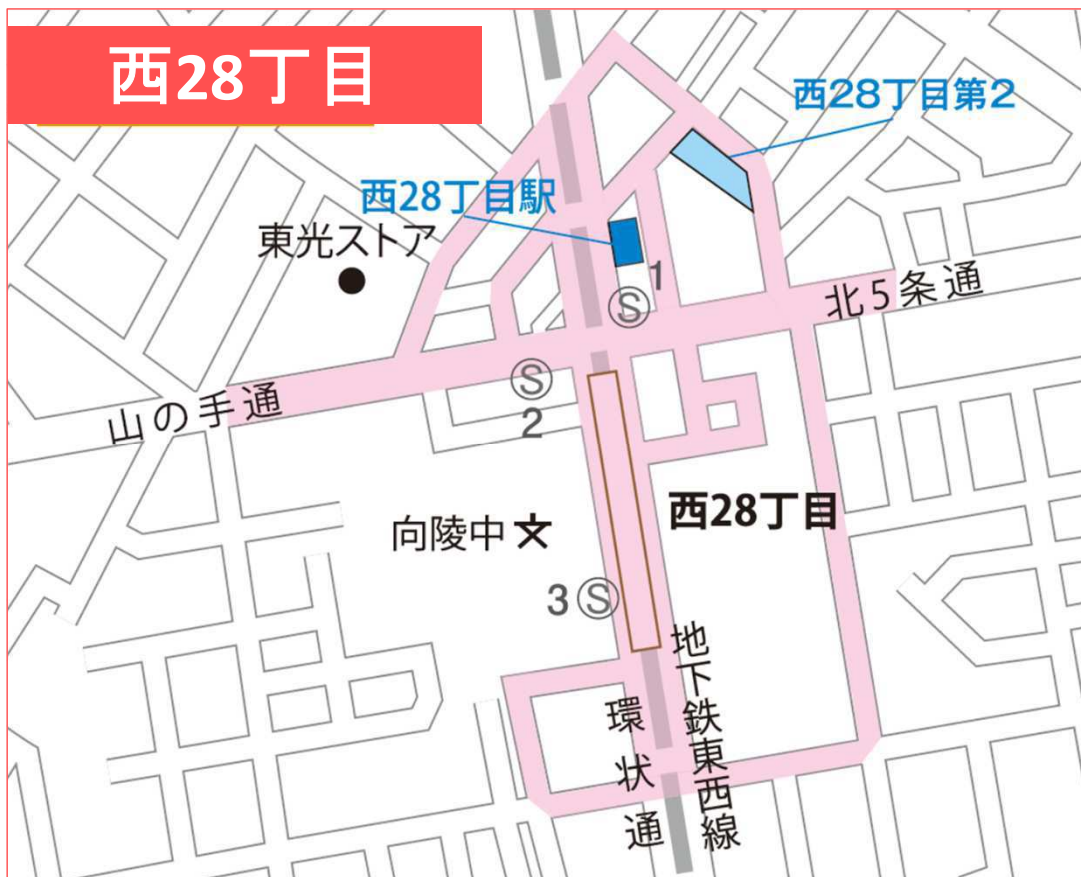 西28丁目
西28丁目第2
西28丁目駅
東光ストア
1
Ⓢ
北5条通
Ⓢ
2
山の手通
西28丁目
向陵中
3Ⓢ
地下鉄東西線
環状通